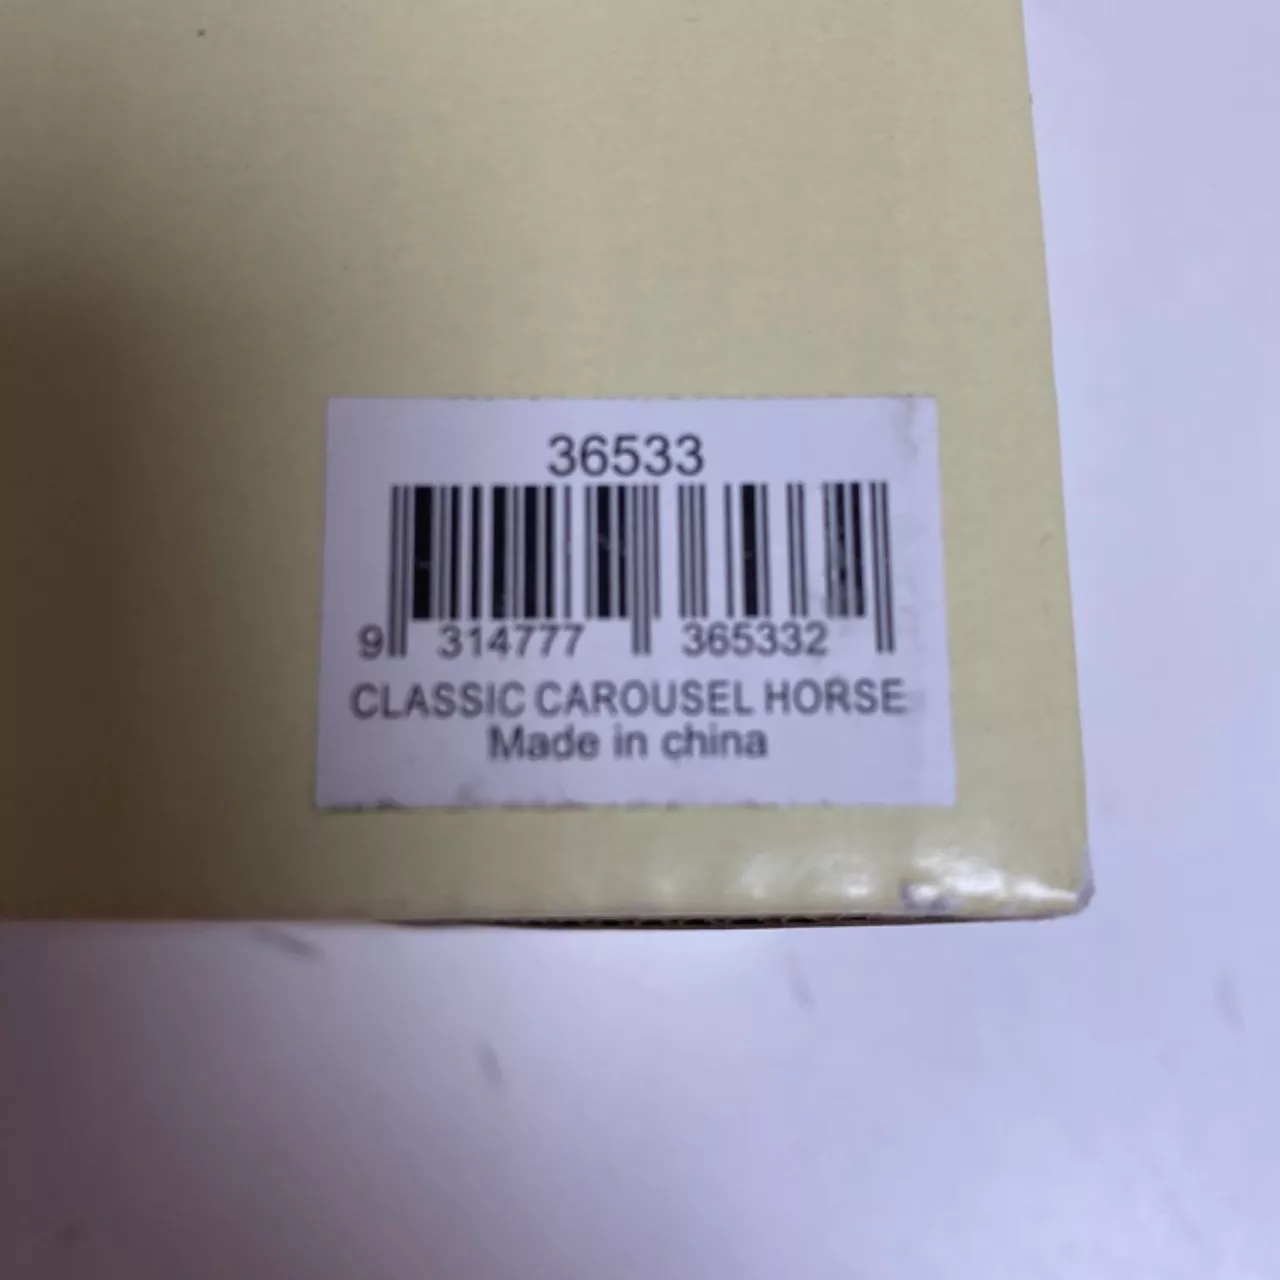 36533
9 314777 365332
CLASSIC CAROUSEL HORSE
Made in china